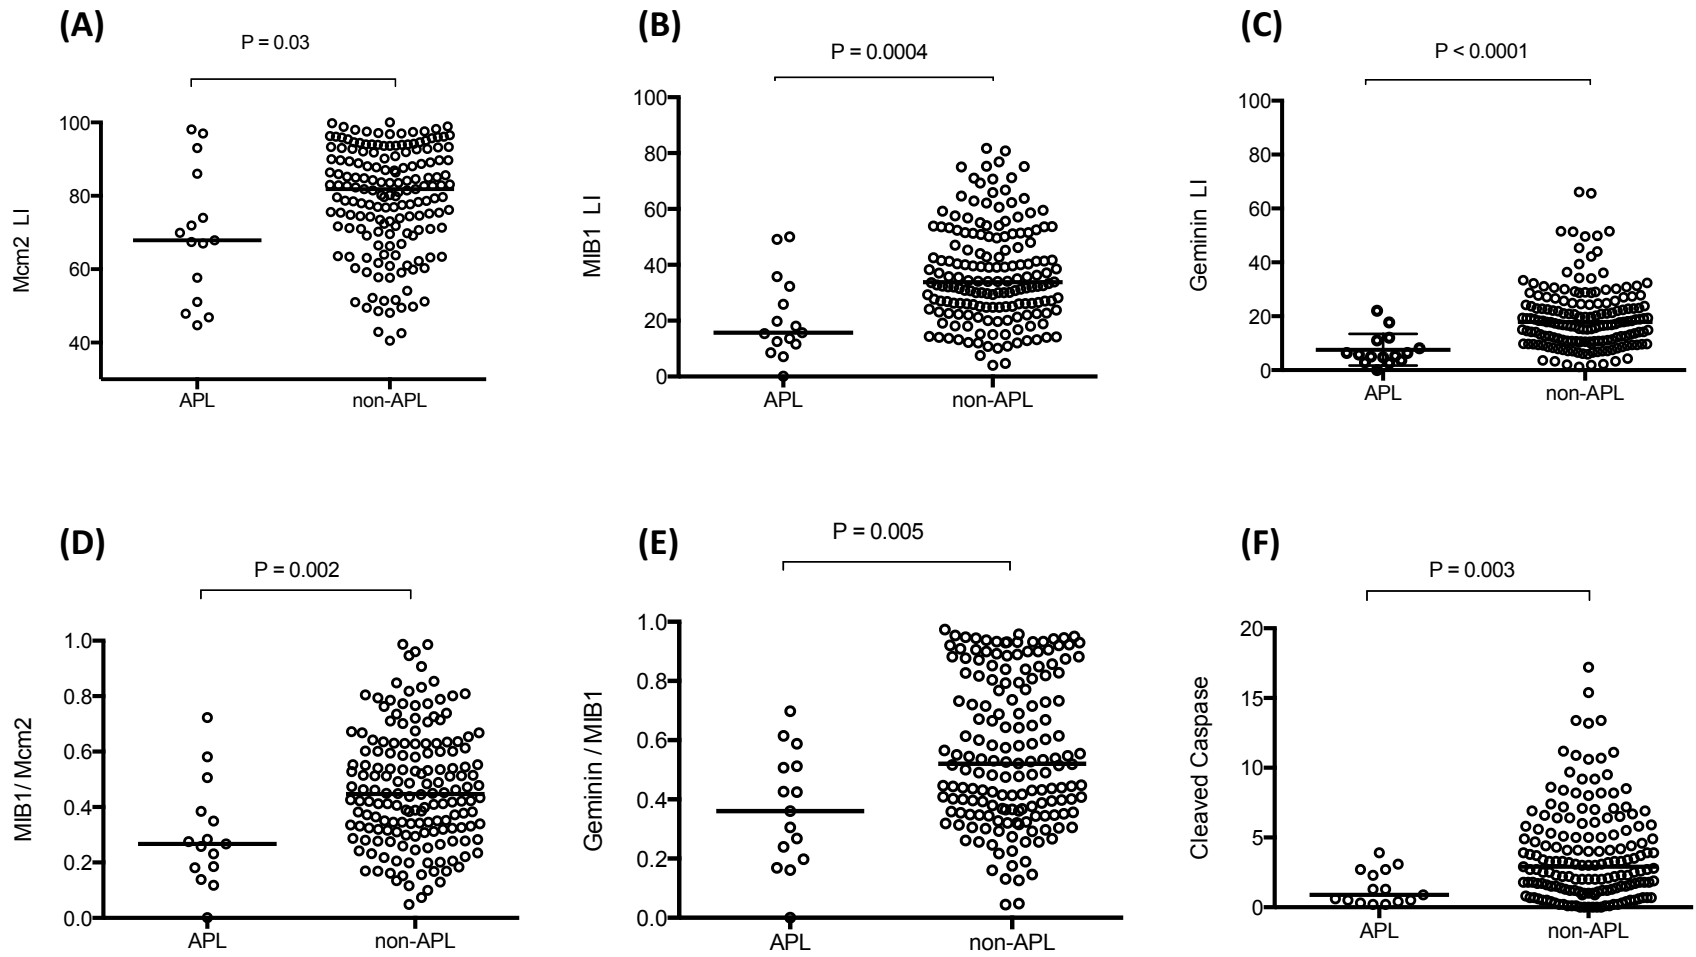 (A)
P = 0.03
Mcm2 LI
100
80
60
40
APL
non-APL
(B)
P = 0.0004
MIB1 LI
100
80
60
40
20
0
APL
non-APL
(C)
P < 0.0001
Geminin LI
100
80
60
40
20
0
APL
non-APL
(D)
P = 0.002
MIB1/ Mcm2
1.0
0.8
0.6
0.4
0.2
0.0
APL
non-APL
(E)
P = 0.005
Geminin / MIB1
1.0
0.8
0.6
0.4
0.2
0.0
APL
non-APL
(F)
P = 0.003
Cleaved Caspase
20
15
10
5
0
APL
non-APL